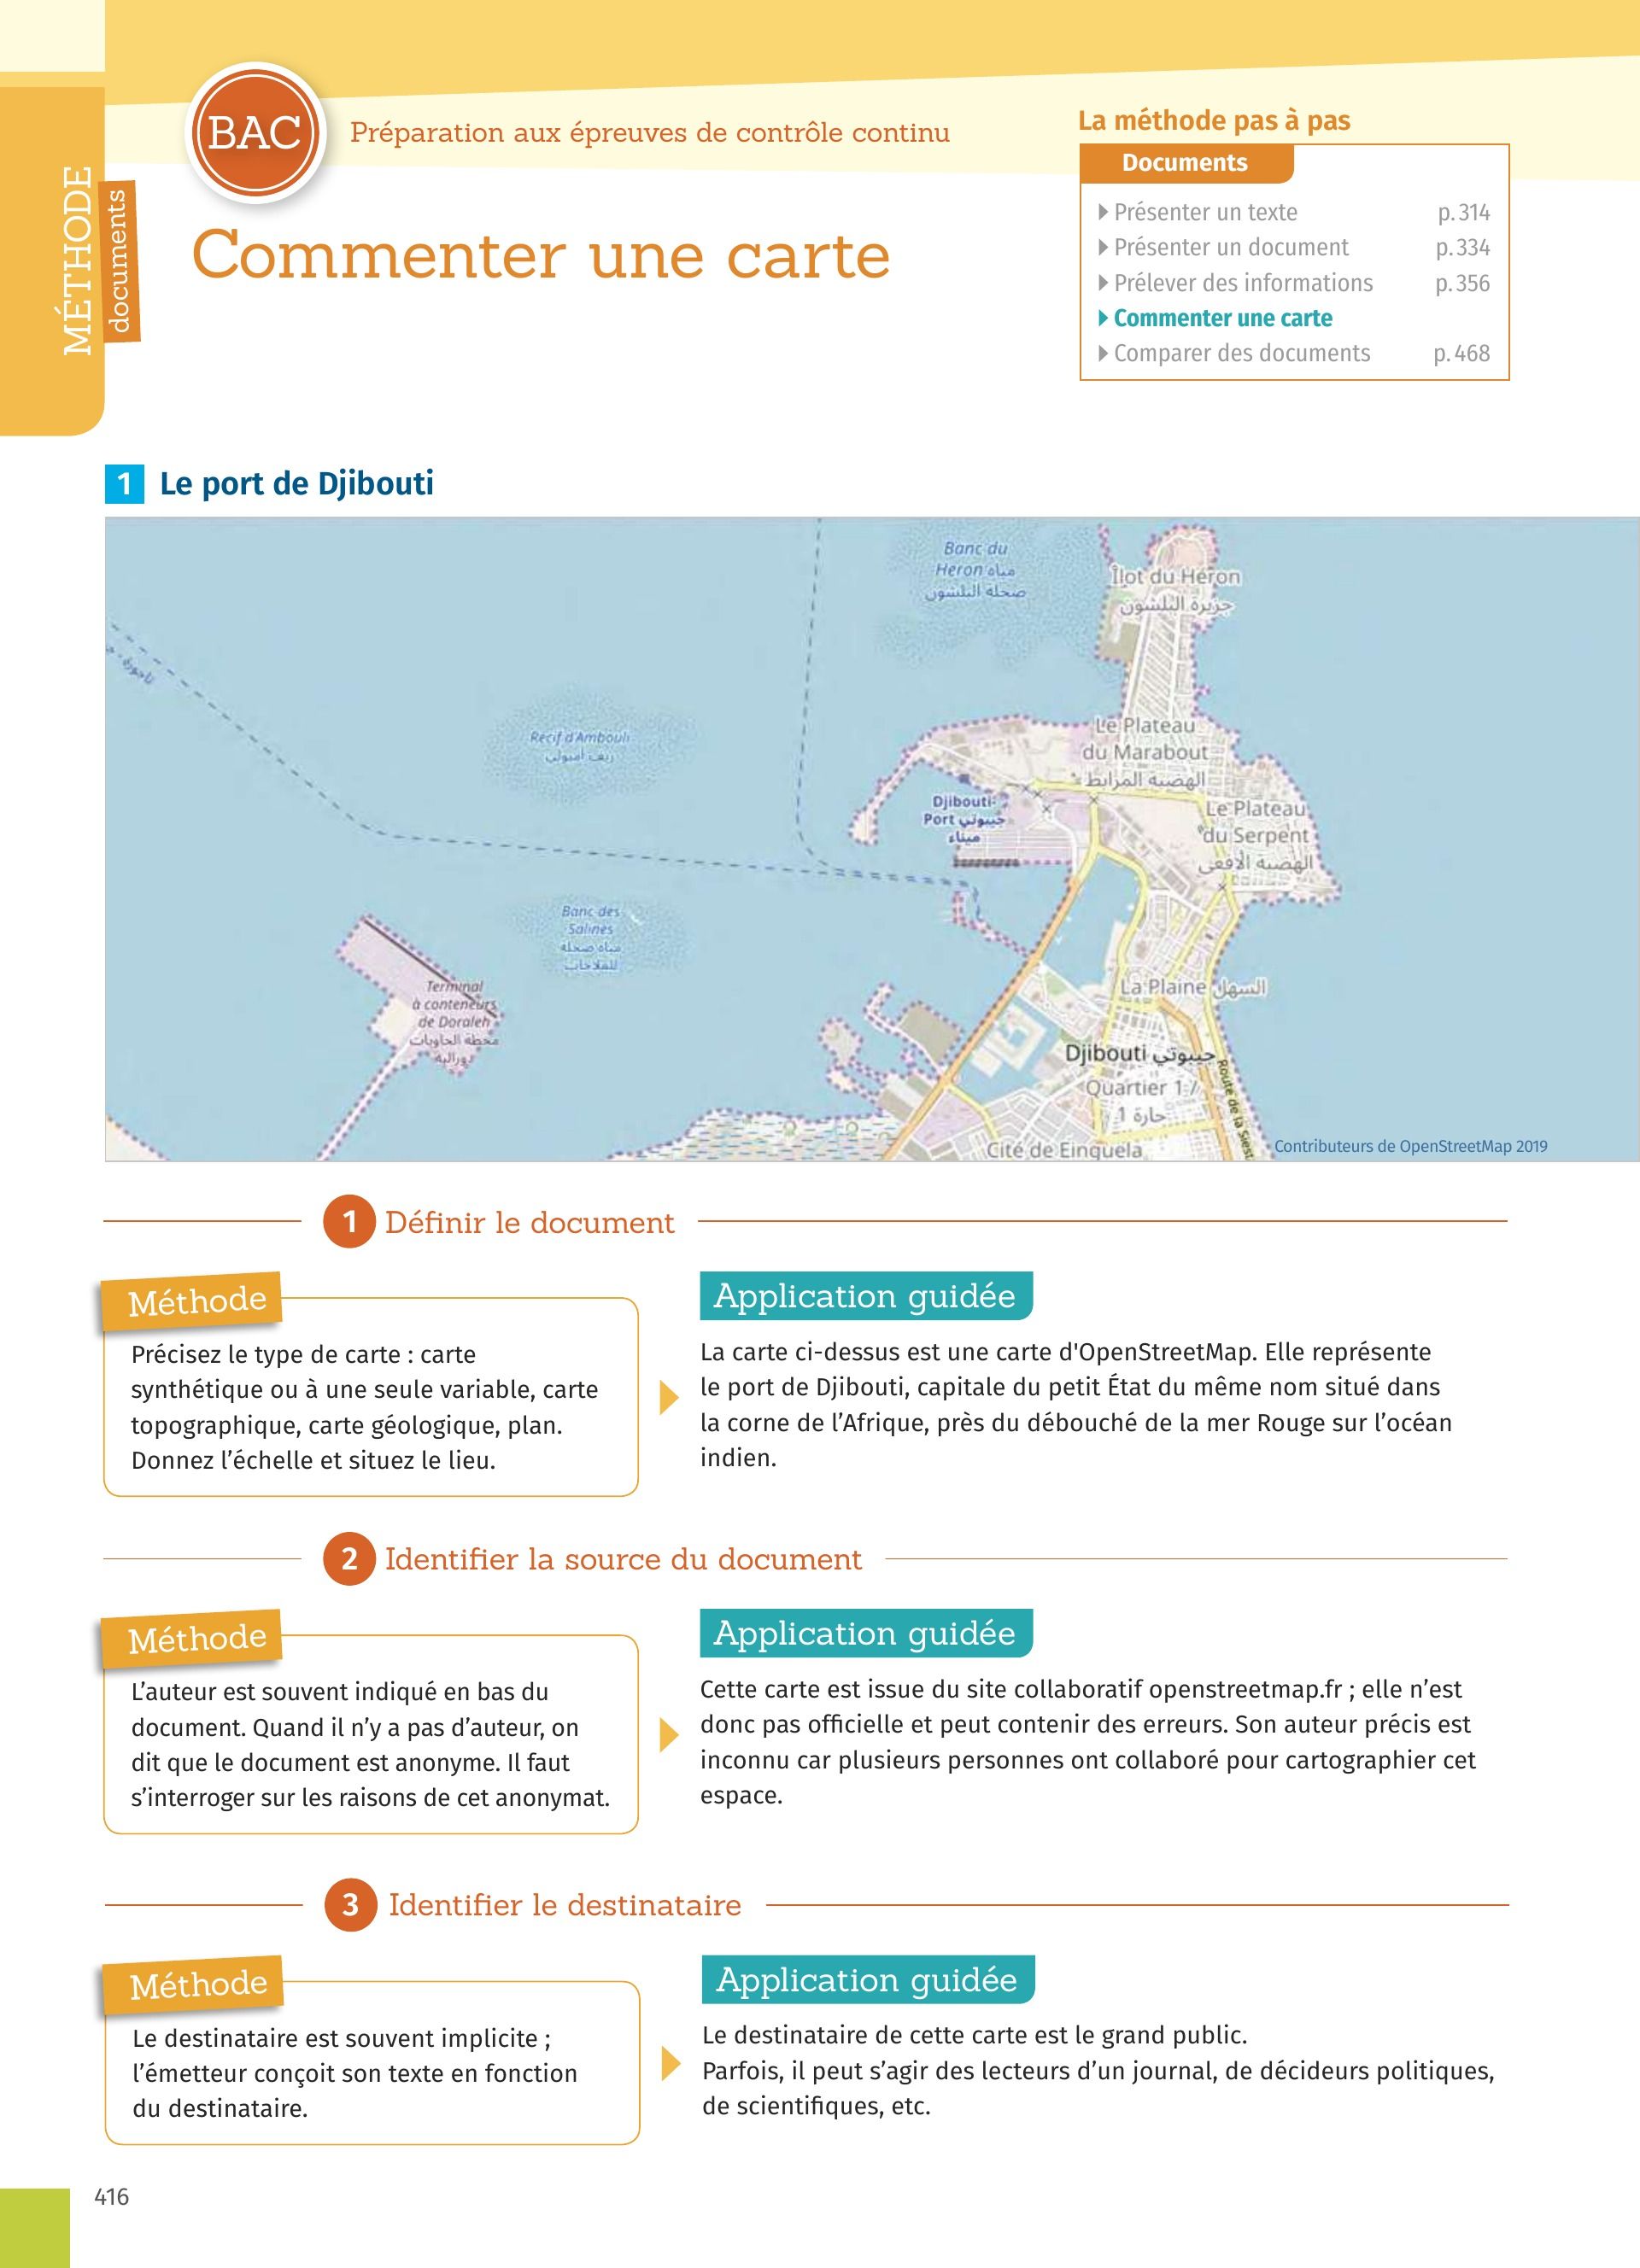 MÉTHODE
documents
BAC
Préparation aux épreuves de contrôle continu
Commenter une carte
La méthode pas à pas
Documents
Présenter un texte p. 314
Présenter un document p. 334
Prélever des informations p. 356
Commenter une carte
Comparer des documents p. 468
1 Le port de Djibouti
Banc du
Heron مياه
ضحلة البلشون
Îlot du Héron
جزيرة البلشون
تاجورة
Récif d'Ambouli
ريف أمبولي
Le Plateau
du Marabout
الهضبة المرابط
Djibouti-
Port جيبوتي
ميناء
Le Plateau
du Serpent
الهضبة الافعى
Banc des
Salines
مياه ضحلة
للملاحات
Terminal
à conteneurs
de Doraleh
محطة الحاويات
دورالية
La Plaine السهل
Djibouti جيبوتي
Quartier 1
حارة 1
Route de la Siesta
Cité de Einguela
Contributeurs de OpenStreetMap 2019
1 Définir le document
Méthode
Précisez le type de carte : carte
synthétique ou à une seule variable, carte
topographique, carte géologique, plan.
Donnez l’échelle et situez le lieu.
Application guidée
La carte ci-dessus est une carte d'OpenStreetMap. Elle représente
le port de Djibouti, capitale du petit État du même nom situé dans
la corne de l’Afrique, près du débouché de la mer Rouge sur l’océan
indien.
2 Identifier la source du document
Méthode
L’auteur est souvent indiqué en bas du
document. Quand il n’y a pas d’auteur, on
dit que le document est anonyme. Il faut
s’interroger sur les raisons de cet anonymat.
Application guidée
Cette carte est issue du site collaboratif openstreetmap.fr ; elle n’est
donc pas officielle et peut contenir des erreurs. Son auteur précis est
inconnu car plusieurs personnes ont collaboré pour cartographier cet
espace.
3 Identifier le destinataire
Méthode
Le destinataire est souvent implicite ;
l’émetteur conçoit son texte en fonction
du destinataire.
Application guidée
Le destinataire de cette carte est le grand public.
Parfois, il peut s’agir des lecteurs d’un journal, de décideurs politiques,
de scientifiques, etc.
416